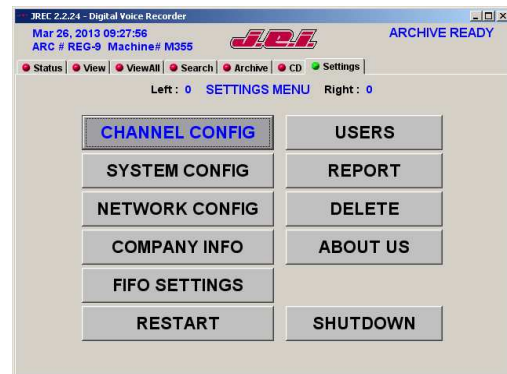 JREC 2.2.24 - Digital Voice Recorder
Mar 26, 2013 09:27:56
ARC # REG-9 Machine# M355
J.E.I.
ARCHIVE READY
Status View ViewAll Search Archive CD Settings
Left: 0 SETTINGS MENU Right: 0
CHANNEL CONFIG USERS
SYSTEM CONFIG REPORT
NETWORK CONFIG DELETE
COMPANY INFO ABOUT US
FIFO SETTINGS
RESTART SHUTDOWN